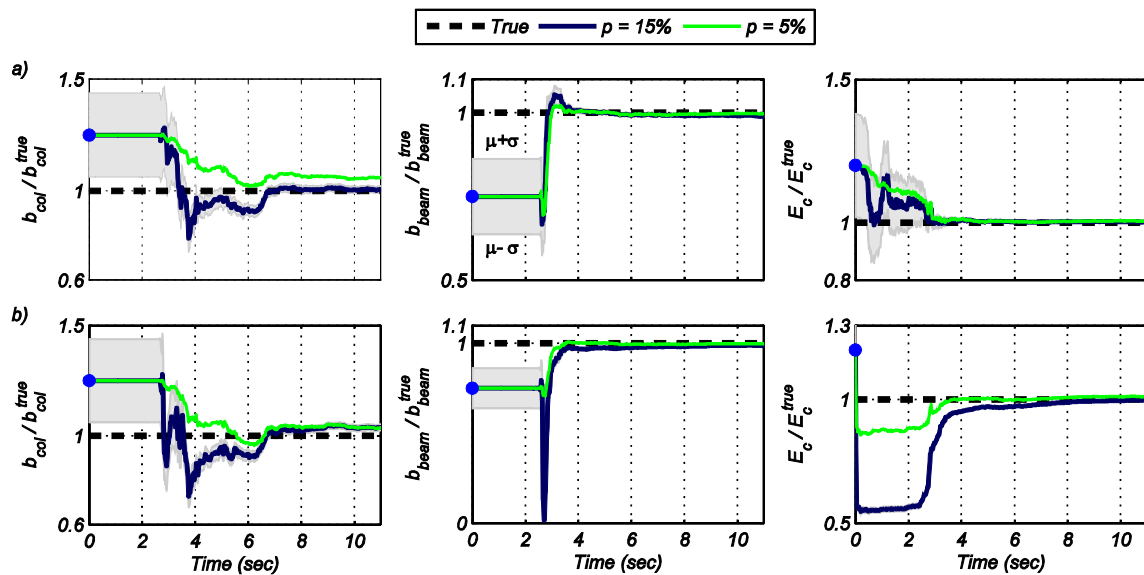 True p = 15% p = 5%
a)
1.5
1
0.6
b_col / b_col^true
1.1
1
0.5
b_beam / b_beam^true
μ+σ
μ- σ
1.4
1.2
1
0.8
E_c / E_c^true
b)
1.5
1
0.6
b_col / b_col^true
0 2 4 6 8 10
Time (sec)
1.1
1
0
b_beam / b_beam^true
0 2 4 6 8 10
Time (sec)
1.3
1
0.5
E_c / E_c^true
0 2 4 6 8 10
Time (sec)